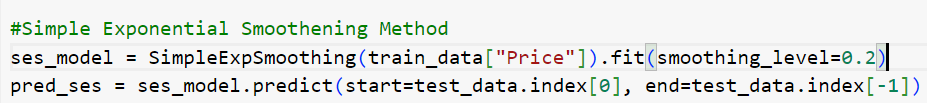 #Simple Exponential Smoothening Method
ses_model = SimpleExpSmoothing(train_data["Price"]).fit(smoothing_level=0.2)
pred_ses = ses_model.predict(start=test_data.index[0], end=test_data.index[-1])